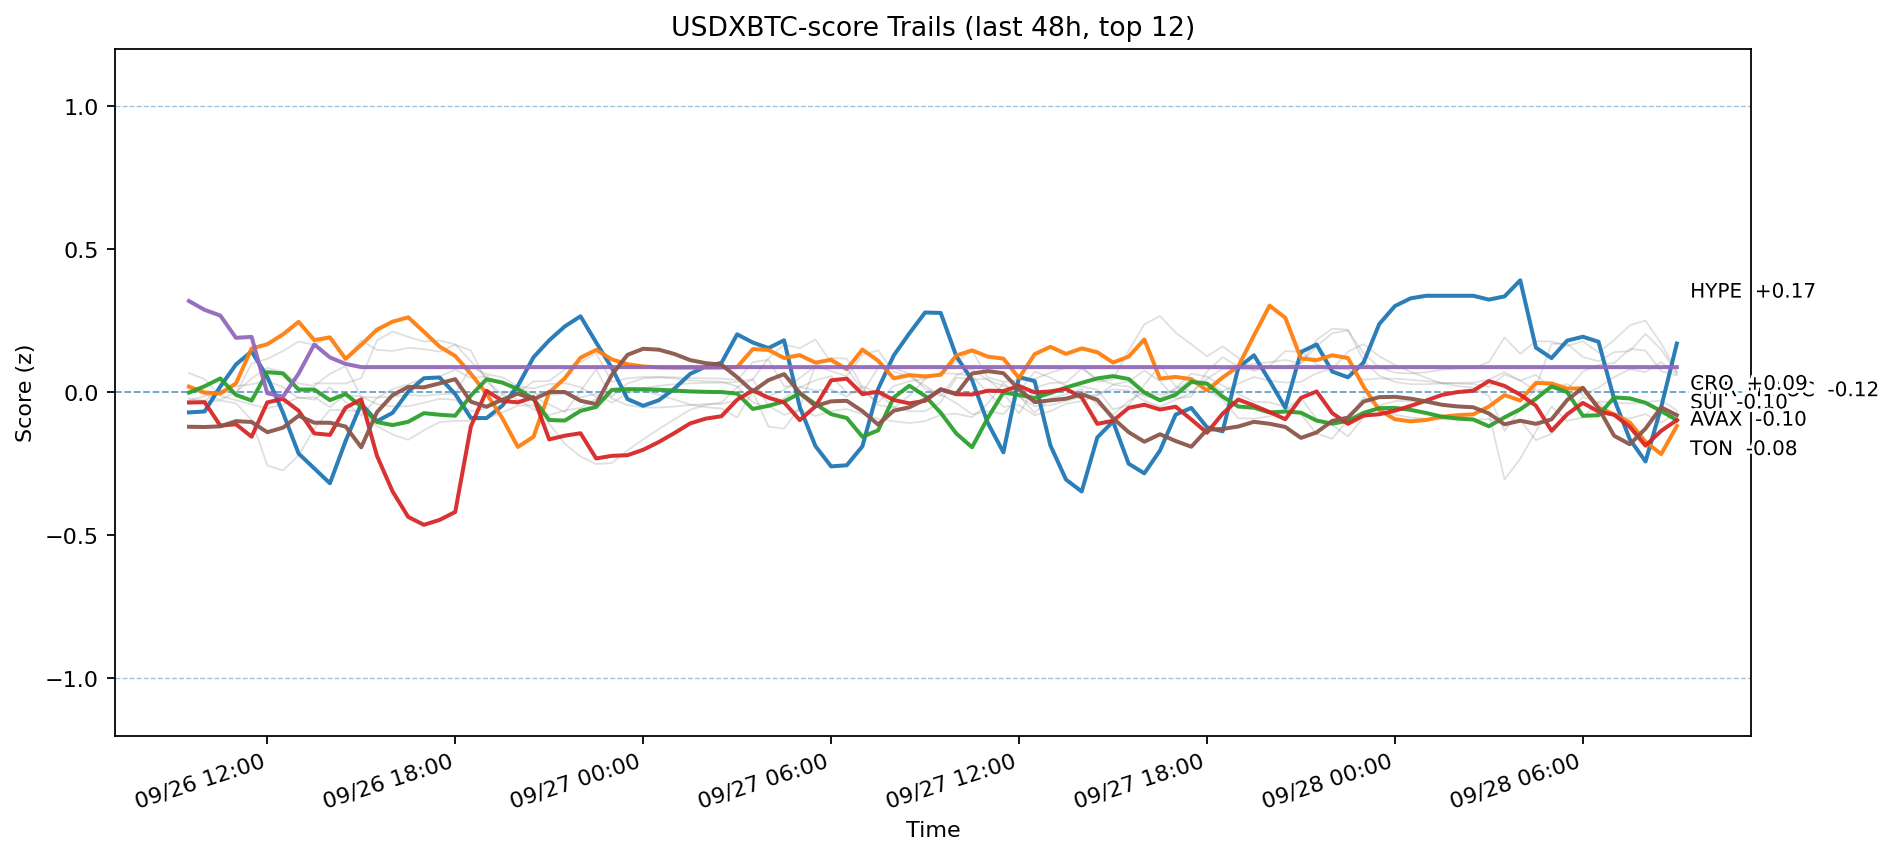 USDXBTC-score Trails (last 48h, top 12)
Score (z)
1.0
0.5
0.0
−0.5
−1.0
HYPE +0.17
CRO +0.09
-0.12
SUI -0.10
AVAX -0.10
TON -0.08
09/26 12:00
09/26 18:00
09/27 00:00
09/27 06:00
09/27 12:00
09/27 18:00
09/28 00:00
09/28 06:00
Time